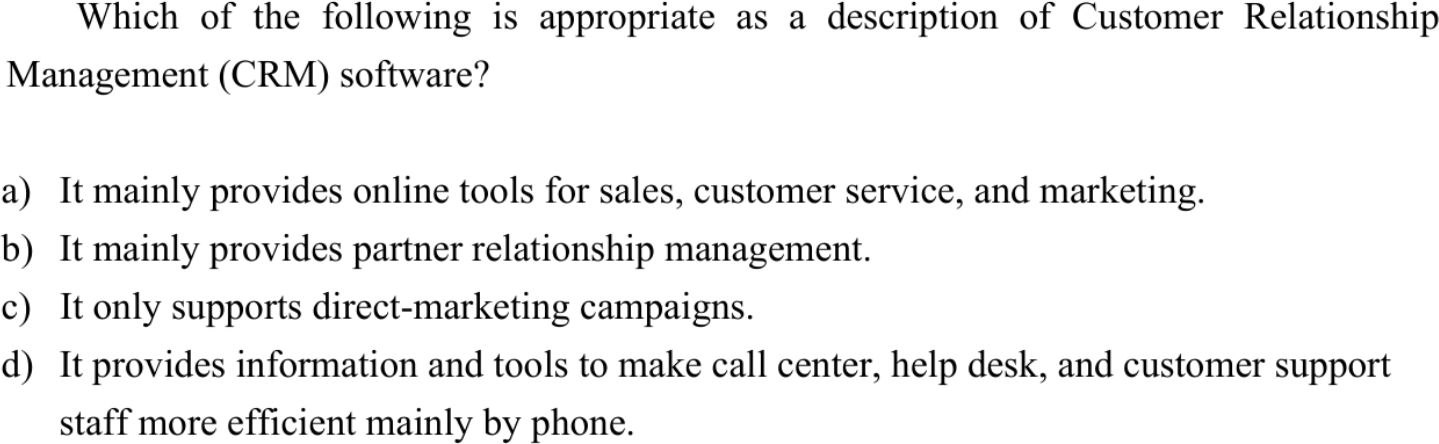 Which of the following is appropriate as a description of Customer Relationship
Management (CRM) software?
a) It mainly provides online tools for sales, customer service, and marketing.
b) It mainly provides partner relationship management.
c) It only supports direct-marketing campaigns.
d) It provides information and tools to make call center, help desk, and customer support
staff more efficient mainly by phone.